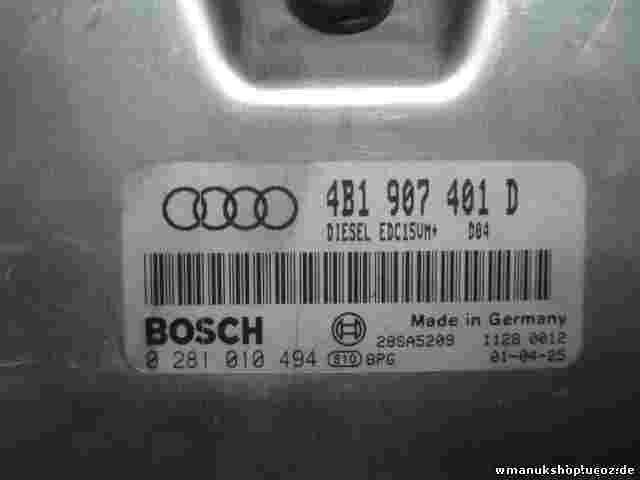 4B1 907 401 D
DIESEL EDC15VM+ D04
BOSCH
Made in Germany
28SA5209 1128 0012
0 281 010 494 810 BPG 01-04-25
wmanukshop.ucoz.de